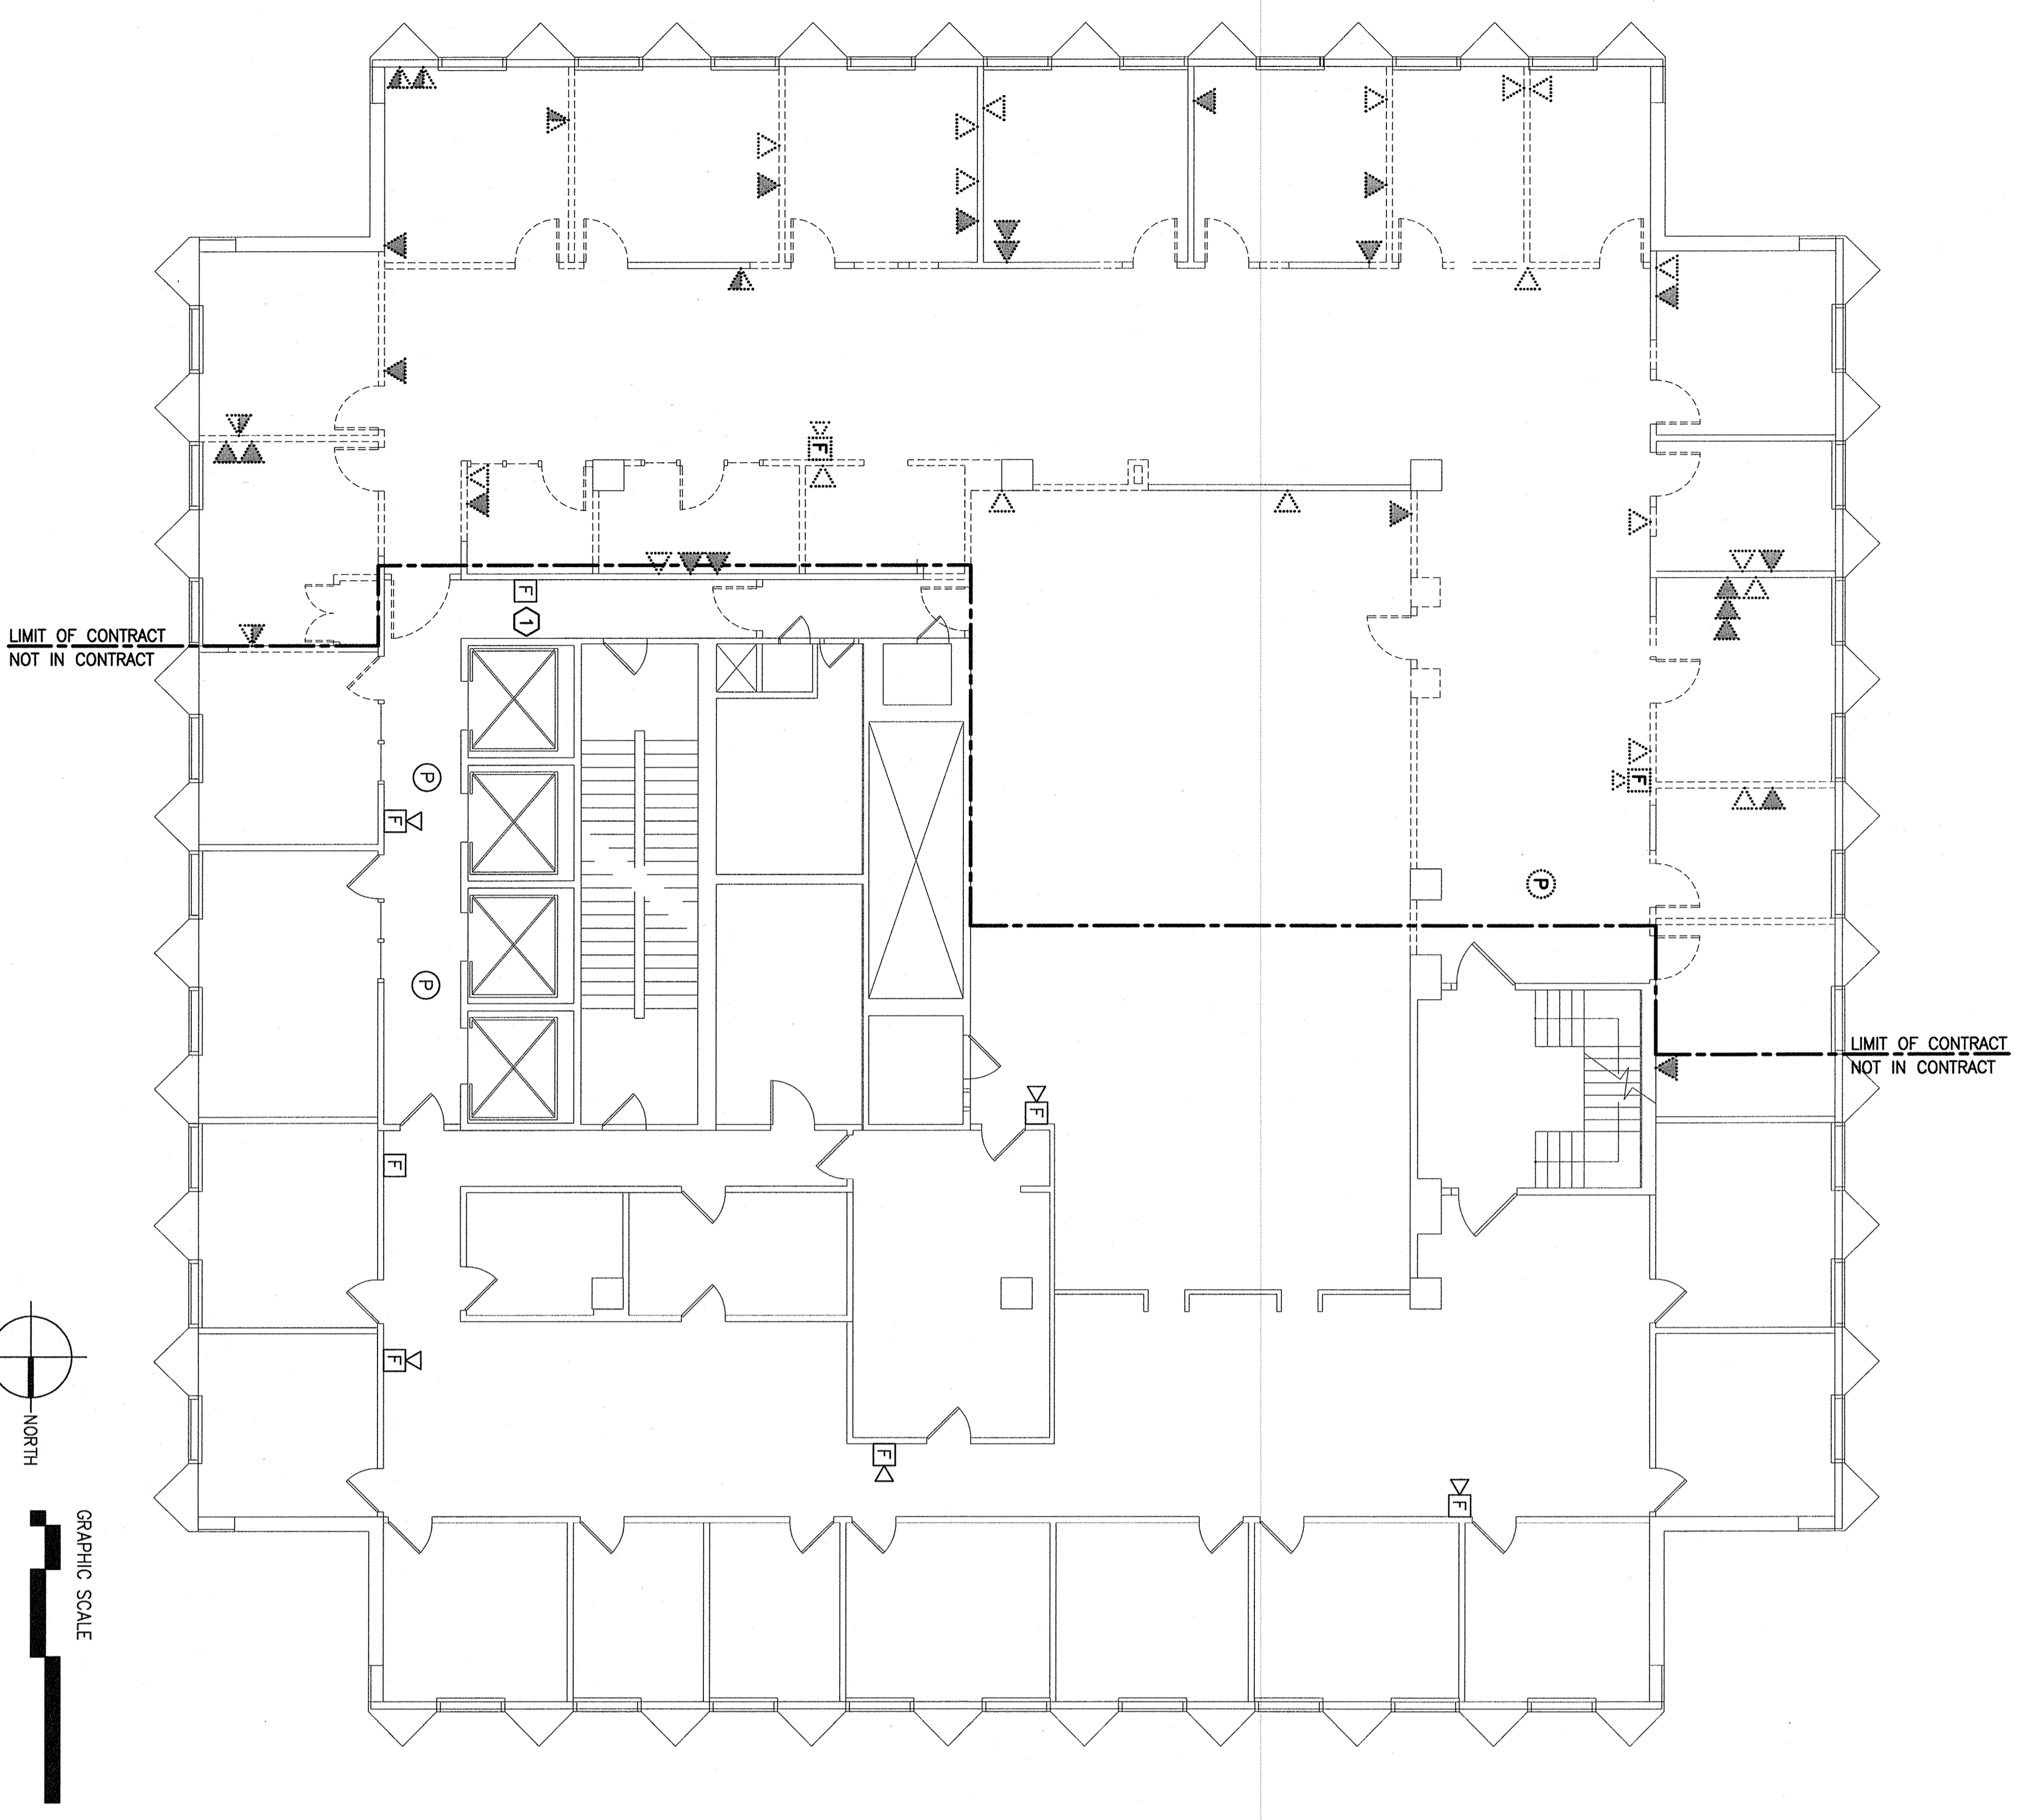 F
F
1
LIMIT OF CONTRACT
NOT IN CONTRACT
P
F
F
P
P
LIMIT OF CONTRACT
NOT IN CONTRACT
F
F
F
F
F
NORTH
GRAPHIC SCALE